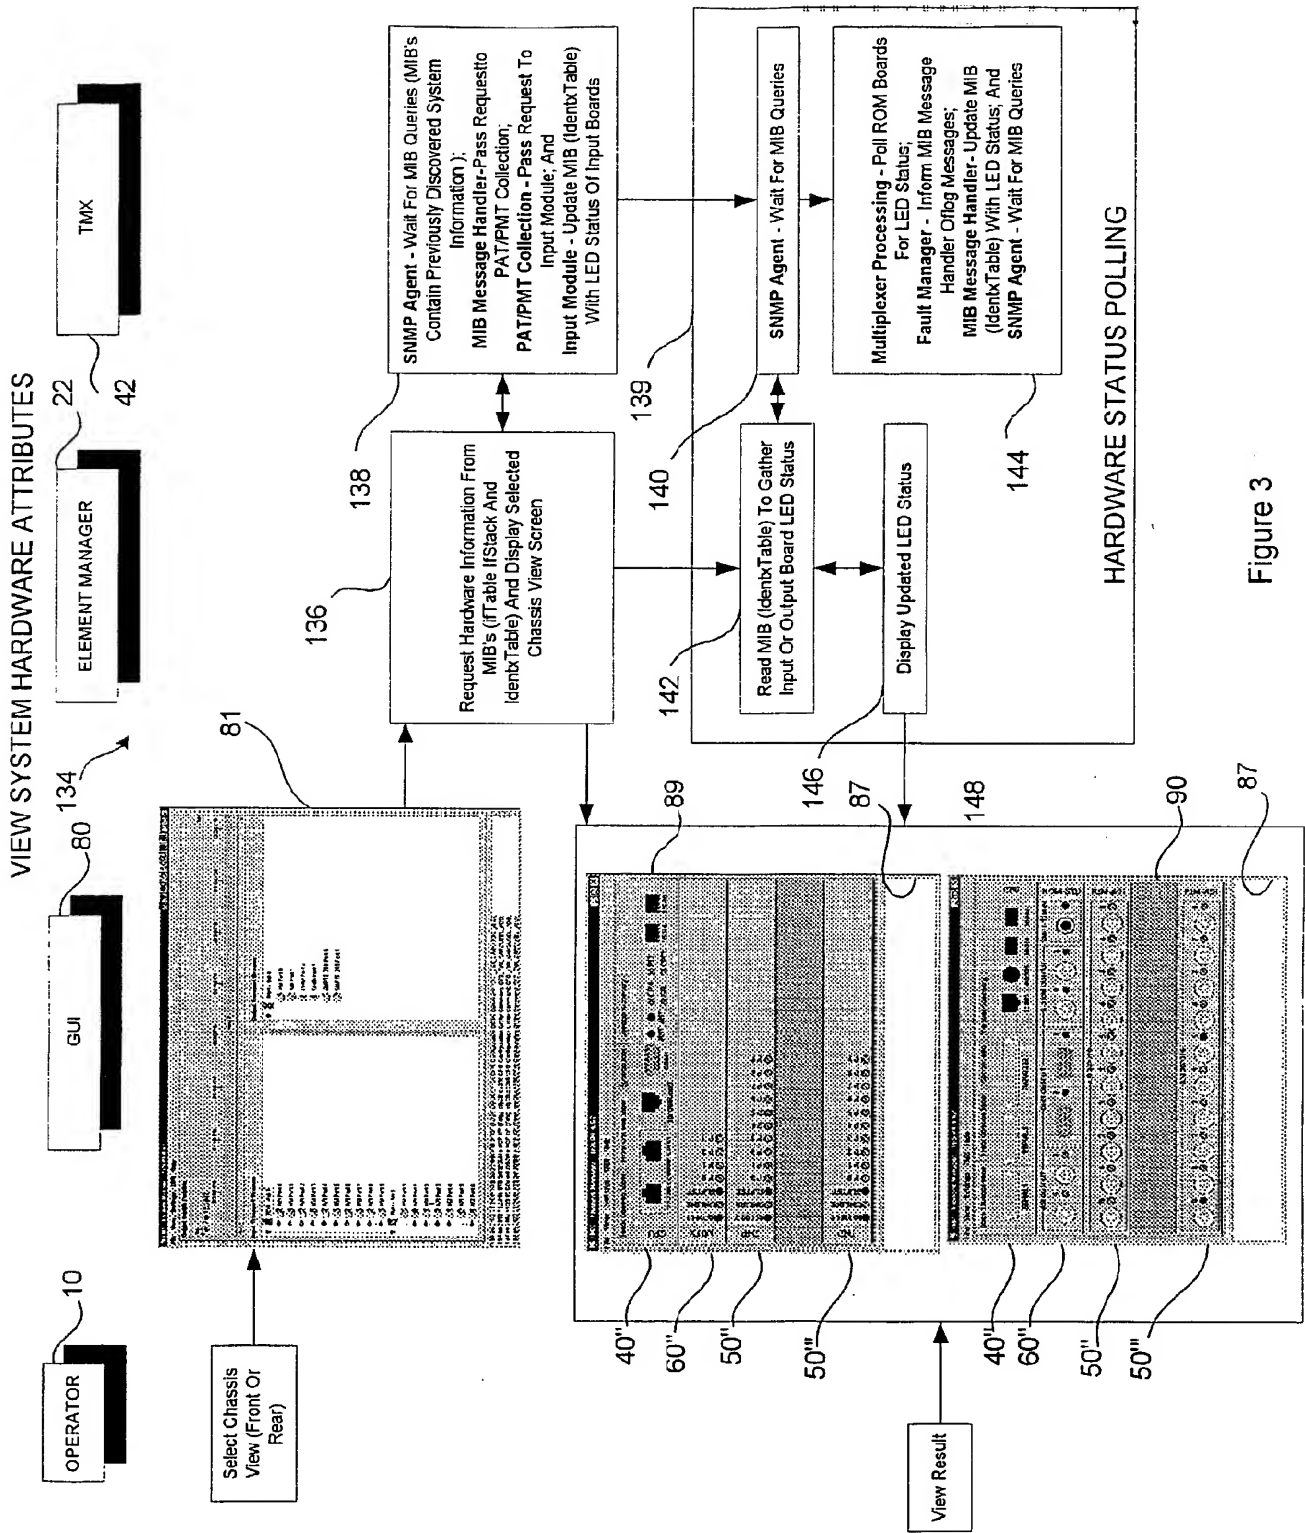 VIEW SYSTEM HARDWARE ATTRIBUTES
134
OPERATOR
10
GUI
80
ELEMENT MANAGER
22
TMX
42
Select Chassis
View (Front Or
Rear)
81
136
Request Hardware Information From
MIB's (ifTable IfStack And
IdentxTable) And Display Selected
Chassis View Screen
138
SNMP Agent - Wait For MIB Queries (MIB's
Contain Previously Discovered System
Information );
MIB Message Handler-Pass Requestto
PAT/PMT Collection;
PAT/PMT Collection - Pass Request To
Input Module; And
Input Module - Update MIB (IdentxTable)
With LED Status Of Input Boards
139
140
SNMP Agent - Wait For MIB Queries
142
Read MIB (IdentxTable) To Gather
Input Or Output Board LED Status
144
Multiplexer Processing - Poll ROM Boards
For LED Status;
Fault Manager - Inform MIB Message
Handler Oflog Messages;
MIB Message Handler- Update MIB
(IdentxTable) With LED Status; And
SNMP Agent - Wait For MIB Queries
146
Display Updated LED Status
HARDWARE STATUS POLLING
View Result
148
40"
60"
50"
50'"
89
87
40"
60"
50"
50'"
90
87
Figure 3